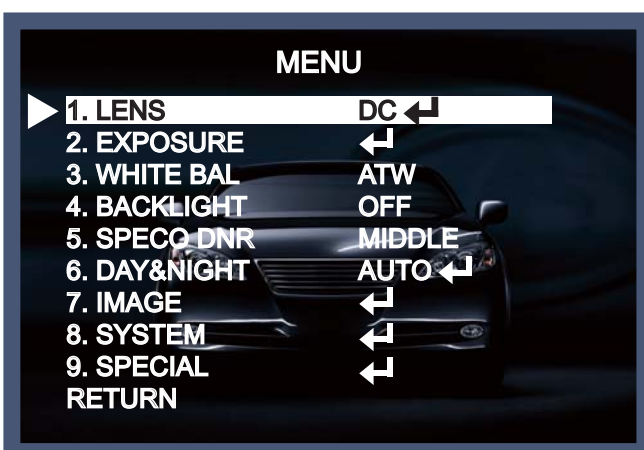 MENU
1. LENS DC ↵
2. EXPOSURE ↵
3. WHITE BAL ATW
4. BACKLIGHT OFF
5. SPECO DNR MIDDLE
6. DAY&NIGHT AUTO ↵
7. IMAGE ↵
8. SYSTEM ↵
9. SPECIAL ↵
RETURN